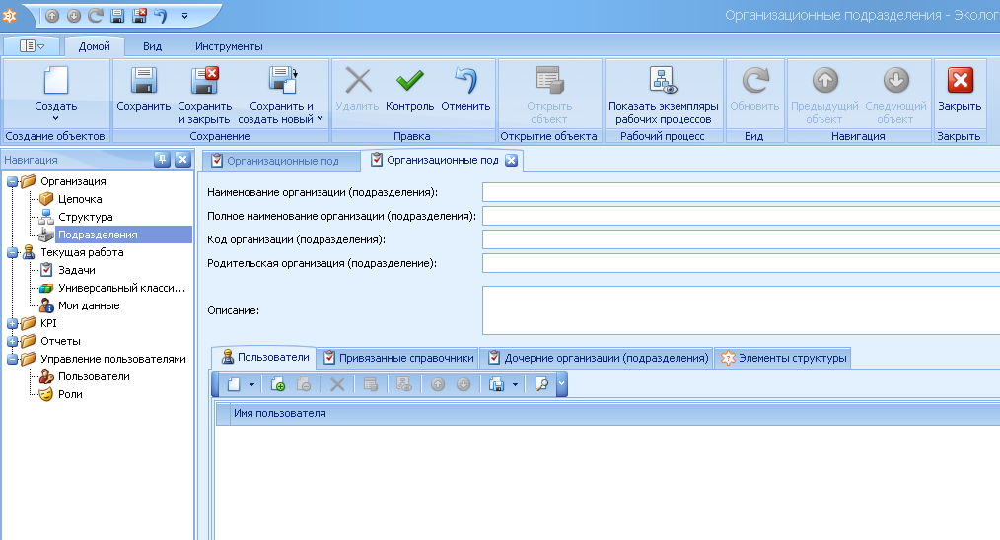 Организационные подразделения - Эколог
Домой Вид Инструменты
Создать Сохранить Сохранить и закрыть Сохранить и создать новый Удалить Контроль Отменить Открыть объект Показать экземпляры рабочих процессов Обновить Предыдущий объект Следующий объект Закрыть
Создание объектов Сохранение Правка Открытие объекта Рабочий процесс Вид Навигация Закрыть
Навигация
Организация
Цепочка
Структура
Подразделения
Текущая работа
Задачи
Универсальный класси...
Мои данные
KPI
Отчеты
Управление пользователями
Пользователи
Роли
Организационные под Организационные под
Наименование организации (подразделения):
Полное наименование организации (подразделения):
Код организации (подразделения):
Родительская организация (подразделение):
Описание:
Пользователи Привязанные справочники Дочерние организации (подразделения) Элементы структуры
Имя пользователя